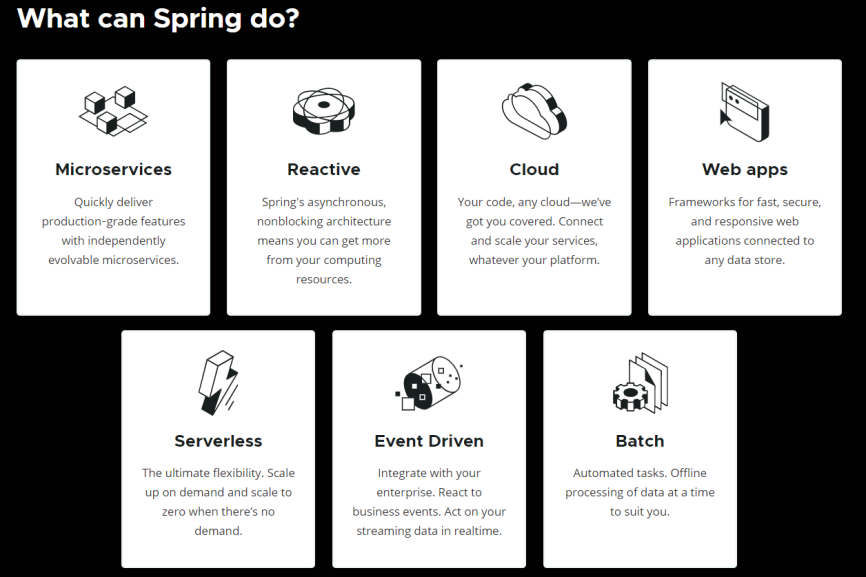 What can Spring do?
Microservices
Quickly deliver
production-grade features
with independently
evolvable microservices.
Reactive
Spring's asynchronous,
nonblocking architecture
means you can get more
from your computing
resources.
Cloud
Your code, any cloud—we’ve
got you covered. Connect
and scale your services,
whatever your platform.
Web apps
Frameworks for fast, secure,
and responsive web
applications connected to
any data store.
Serverless
The ultimate flexibility. Scale
up on demand and scale to
zero when there’s no
demand.
Event Driven
Integrate with your
enterprise. React to
business events. Act on your
streaming data in realtime.
Batch
Automated tasks. Offline
processing of data at a time
to suit you.